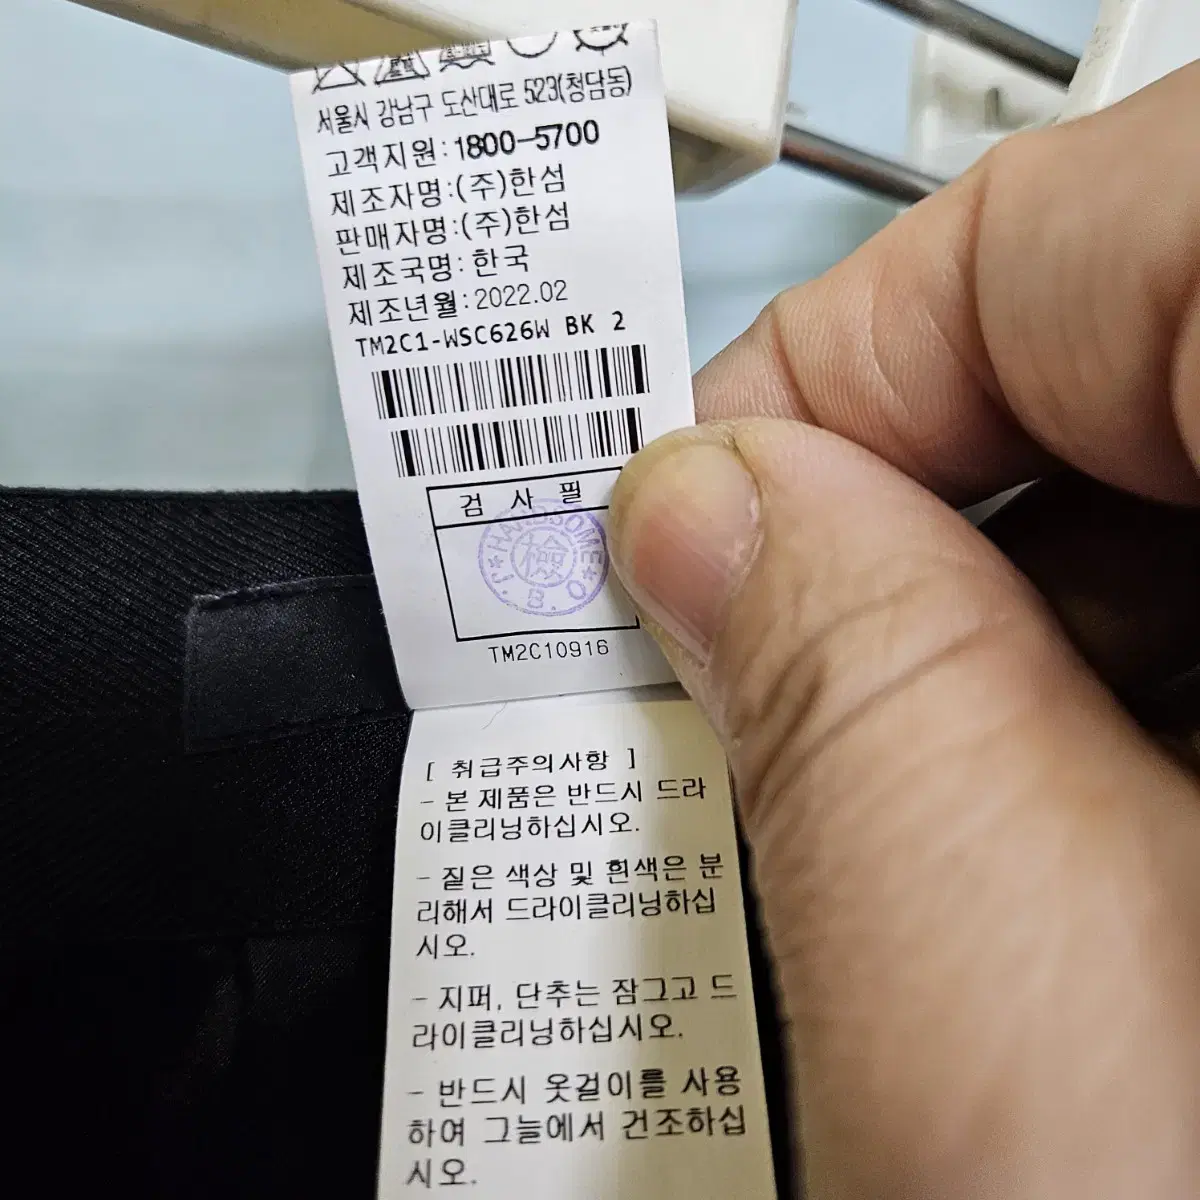 서울시 강남구 도산대로 523(청담동)
고객지원:1800-5700
제조자명:(주)한섬
판매자명:(주)한섬
제조국명: 한국
제조년월:2022.02
TM2C1-WSC626W BK 2
검 사 필
*HANDSOME*
檢
J.B.O
TM2C10916
[ 취급주의사항 ]
- 본 제품은 반드시 드라
이클리닝하십시오.
- 짙은 색상 및 흰색은 분
리해서 드라이클리닝하십
시오.
- 지퍼, 단추는 잠그고 드
라이클리닝하십시오.
- 반드시 옷걸이를 사용
하여 그늘에서 건조하십
시오.